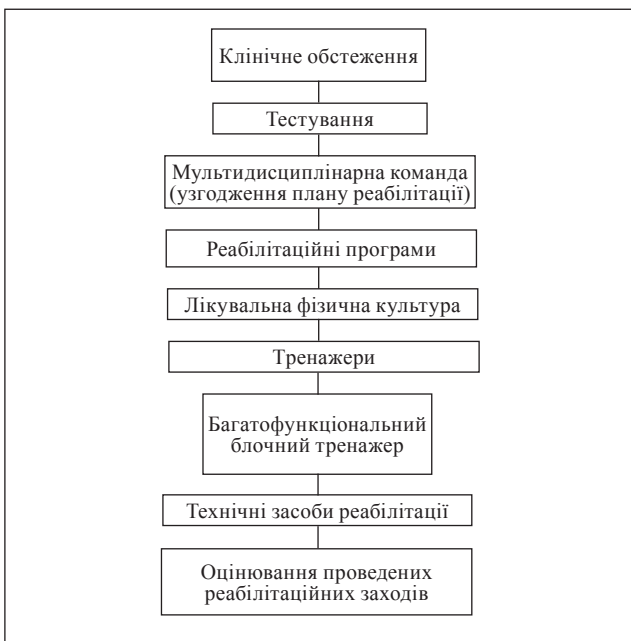 Клінічне обстеження
Тестування
Мультидисциплінарна команда
(узгодження плану реабілітації)
Реабілітаційні програми
Лікувальна фізична культура
Тренажери
Багатофункціональний
блочний тренажер
Технічні засоби реабілітації
Оцінювання проведених
реабілітаційних заходів